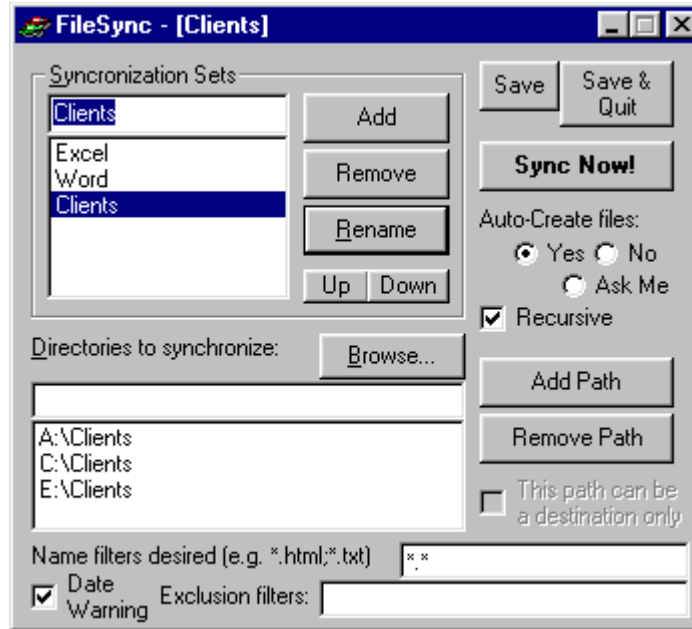 FileSync - [Clients]
Syncronization Sets
Clients
Excel
Word
Clients
Add
Remove
Rename
Up Down
Save
Save &
Quit
Sync Now!
Auto-Create files:
Yes No
Ask Me
Recursive
Directories to synchronize:
Browse...
A:\Clients
C:\Clients
E:\Clients
Add Path
Remove Path
This path can be
a destination only
Name filters desired (e.g. *.html;*.txt) *.*
Date
Warning
Exclusion filters: